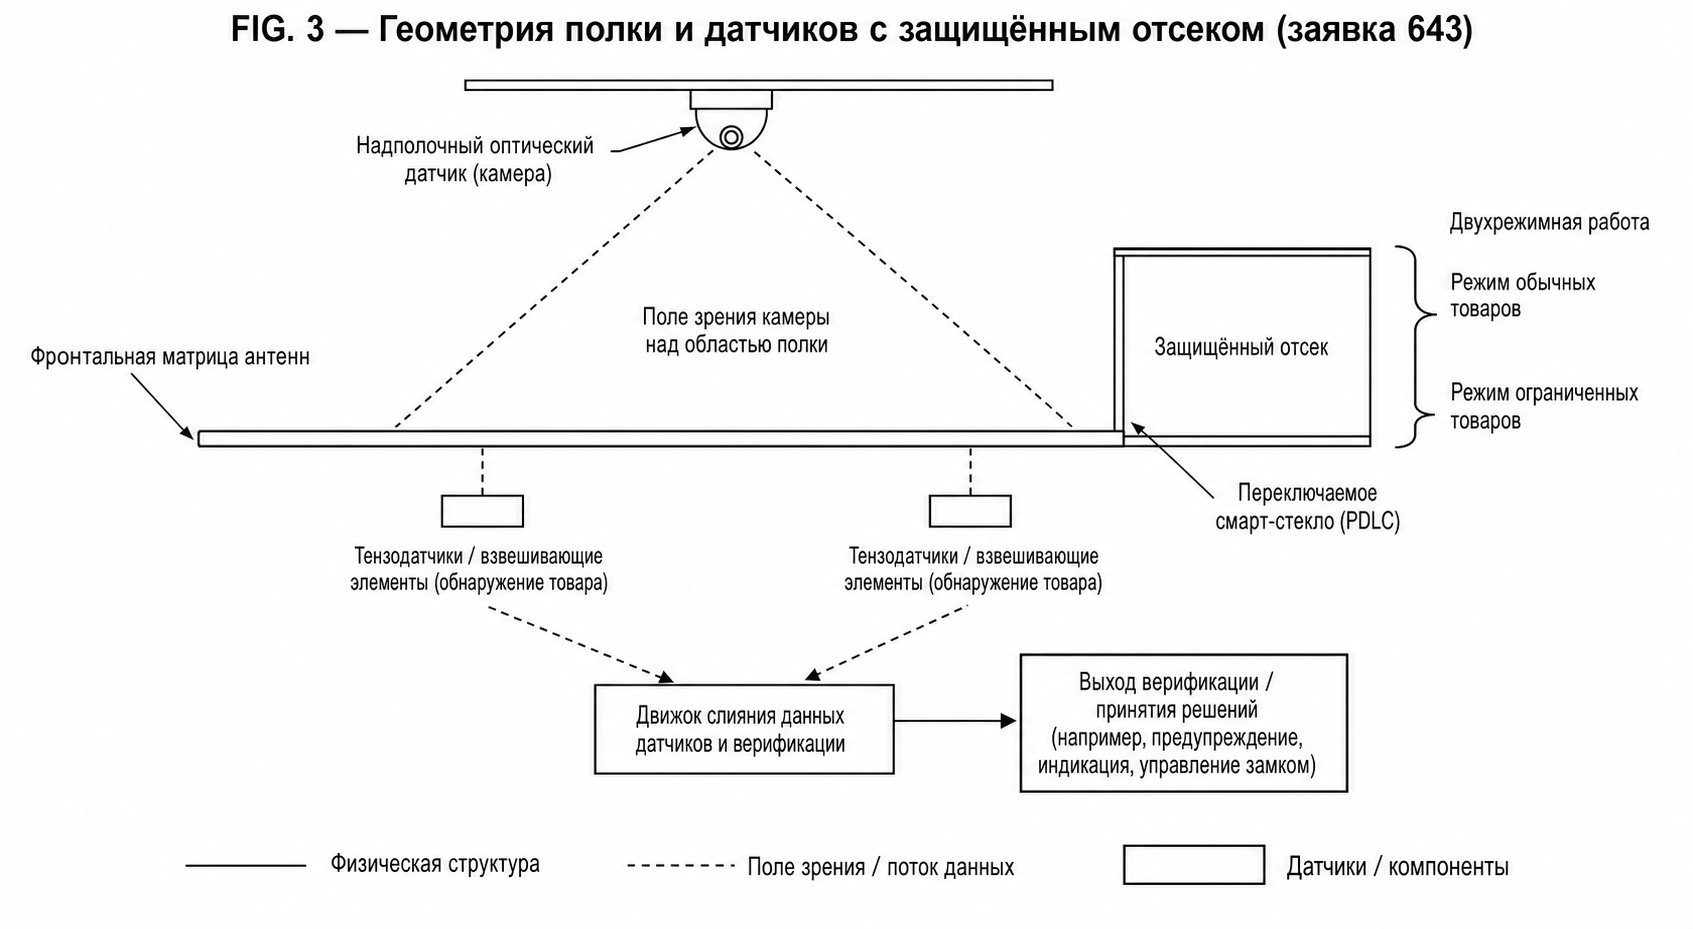 FIG. 3 — Геометрия полки и датчиков с защищённым отсеком (заявка 643)
Надполочный оптический
датчик (камера)
Двухрежимная работа
Режим обычных
товаров
Поле зрения камеры
над областью полки
Защищённый отсек
Фронтальная матрица антенн
Режим ограниченных
товаров
Переключаемое
смарт-стекло (PDLC)
Тензодатчики / взвешивающие
элементы (обнаружение товара)
Тензодатчики / взвешивающие
элементы (обнаружение товара)
Движок слияния данных
датчиков и верификации
Выход верификации /
принятия решений
(например, предупреждение,
индикация, управление замком)
Физическая структура
Поле зрения / поток данных
Датчики / компоненты